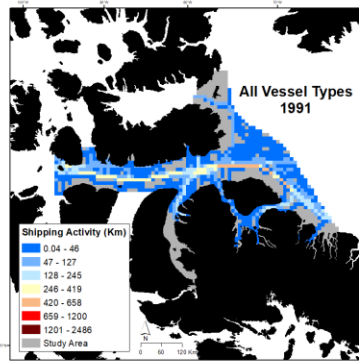 All Vessel Types
1991
Shipping Activity (Km)
0.04 - 46
47 - 127
128 - 245
246 - 419
420 - 658
659 - 1200
1201 - 2486
Study Area
N
0
60
120 Km